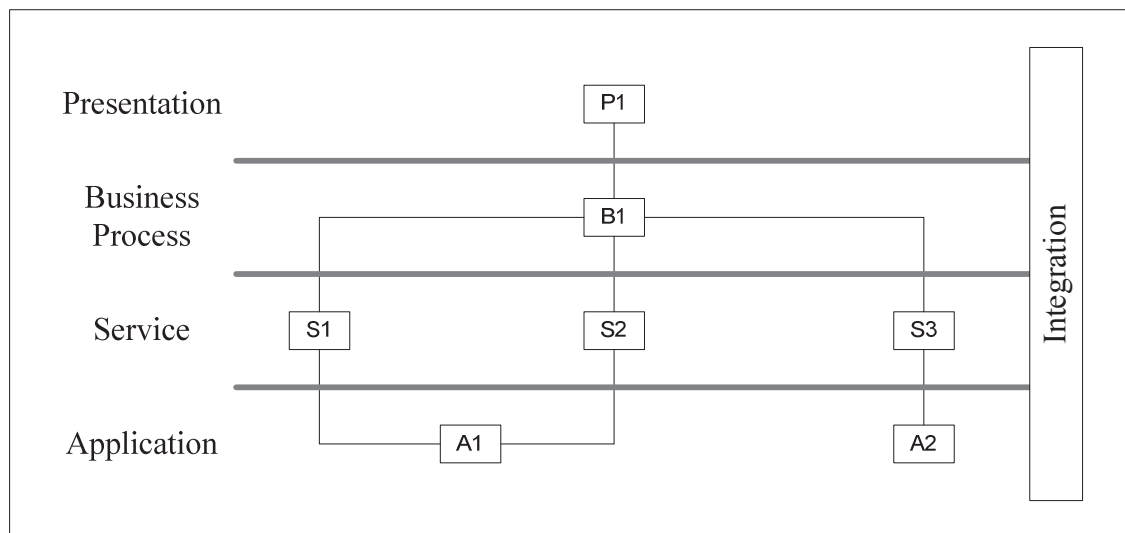 Presentation
P1
Business
Process
B1
Service
S1
S2
S3
Application
A1
A2
Integration